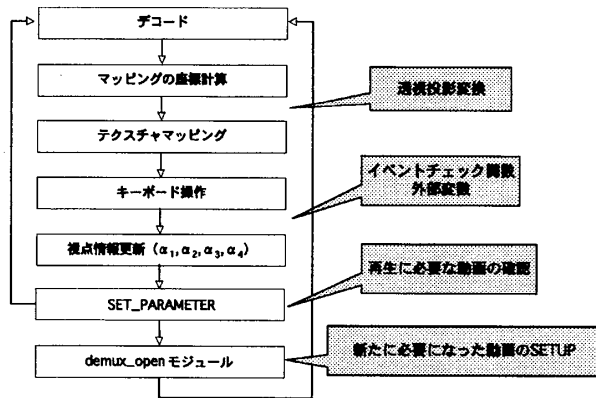 デコード
マッピングの座標計算
透視投影変換
テクスチャマッピング
キーボード操作
イベントチェック関数
外部変数
視点情報更新（α₁,α₂,α₃,α₄）
再生に必要な動画の確認
SET_PARAMETER
新たに必要になった動画のSETUP
demux_open モジュール